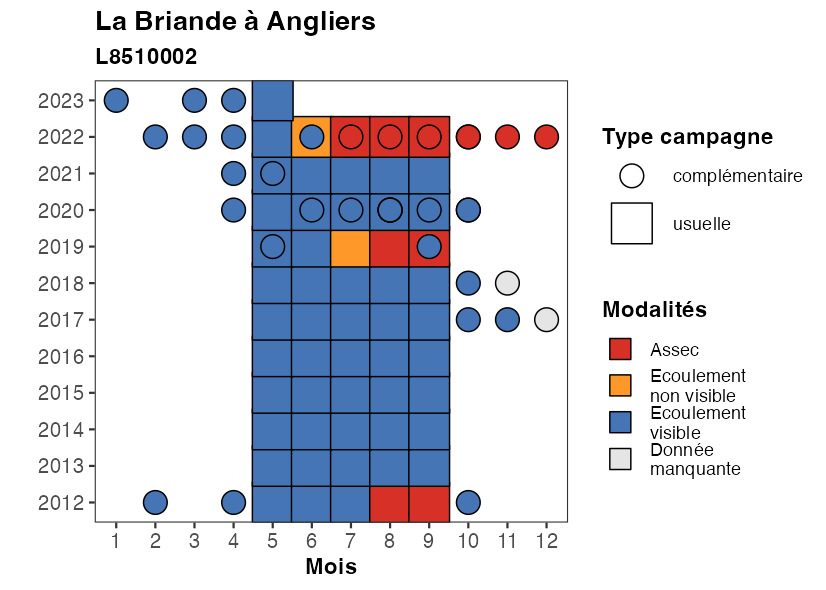 La Briande à Angliers
L8510002
2023
2022
2021
2020
2019
2018
2017
2016
2015
2014
2013
2012
1 2 3 4 5 6 7 8 9 10 11 12
Mois
Type campagne
complémentaire
usuelle
Modalités
Assec
Ecoulement
non visible
Ecoulement
visible
Donnée
manquante